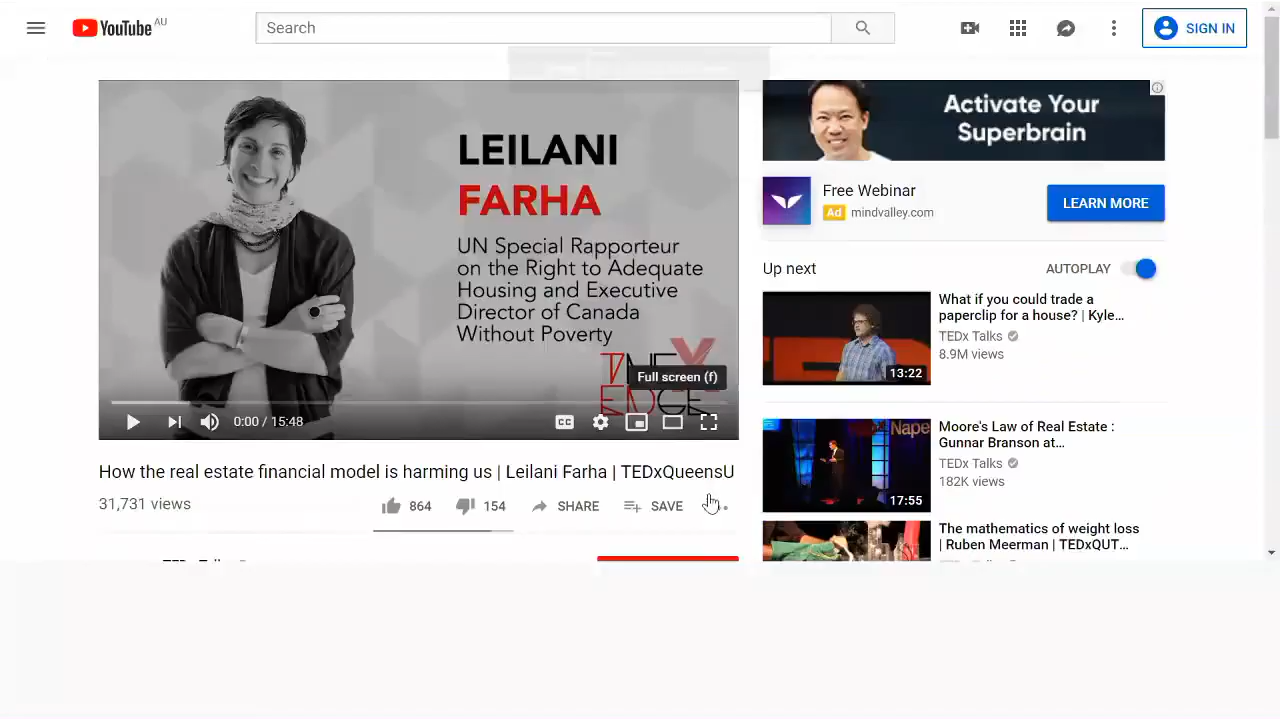 YouTube AU
Search
SIGN IN
LEILANI
FARHA
UN Special Rapporteur
on the Right to Adequate
Housing and Executive
Director of Canada
Without Poverty
Full screen (f)
CC
0:00 / 15:48
How the real estate financial model is harming us | Leilani Farha | TEDxQueensU
31,731 views
864
154
SHARE
SAVE
Activate Your
Superbrain
Free Webinar
Ad mindvalley.com
LEARN MORE
Up next
AUTOPLAY
What if you could trade a
paperclip for a house? | Kyle...
TEDx Talks
8.9M views
13:22
Moore's Law of Real Estate :
Gunnar Branson at...
TEDx Talks
182K views
Nape
17:55
The mathematics of weight loss
| Ruben Meerman | TEDxQUT...